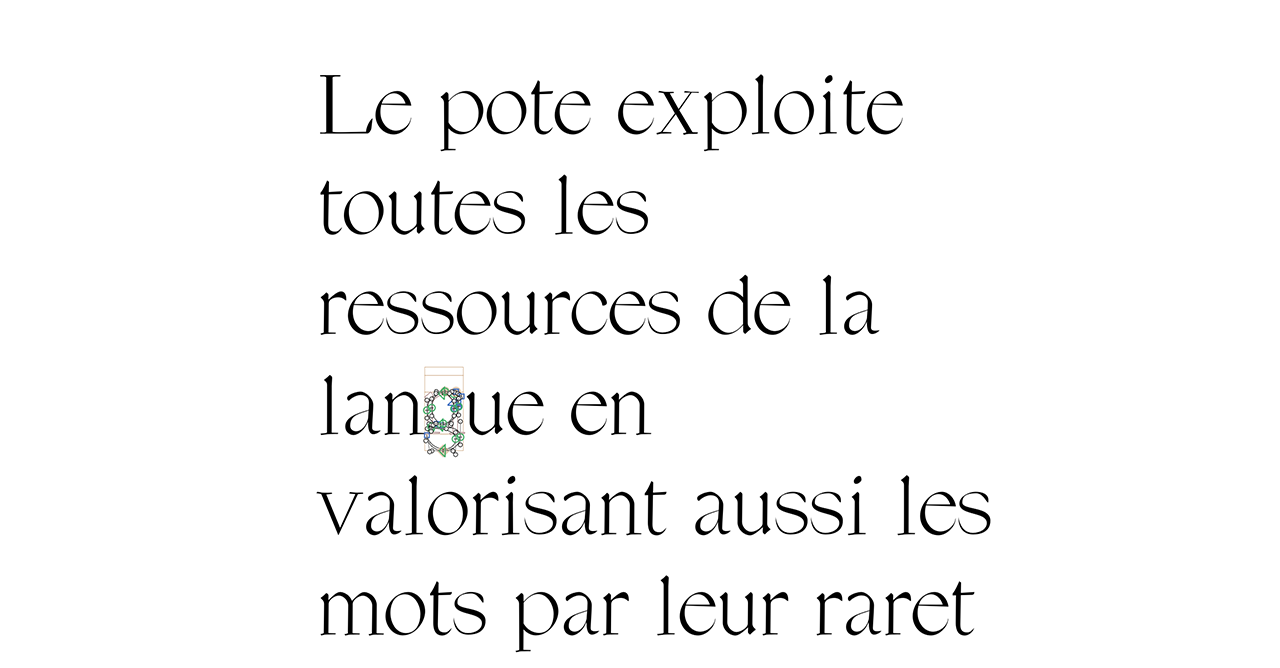 Le pote exploite
toutes les
ressources de la
langue en
valorisant aussi les
mots par leur raret